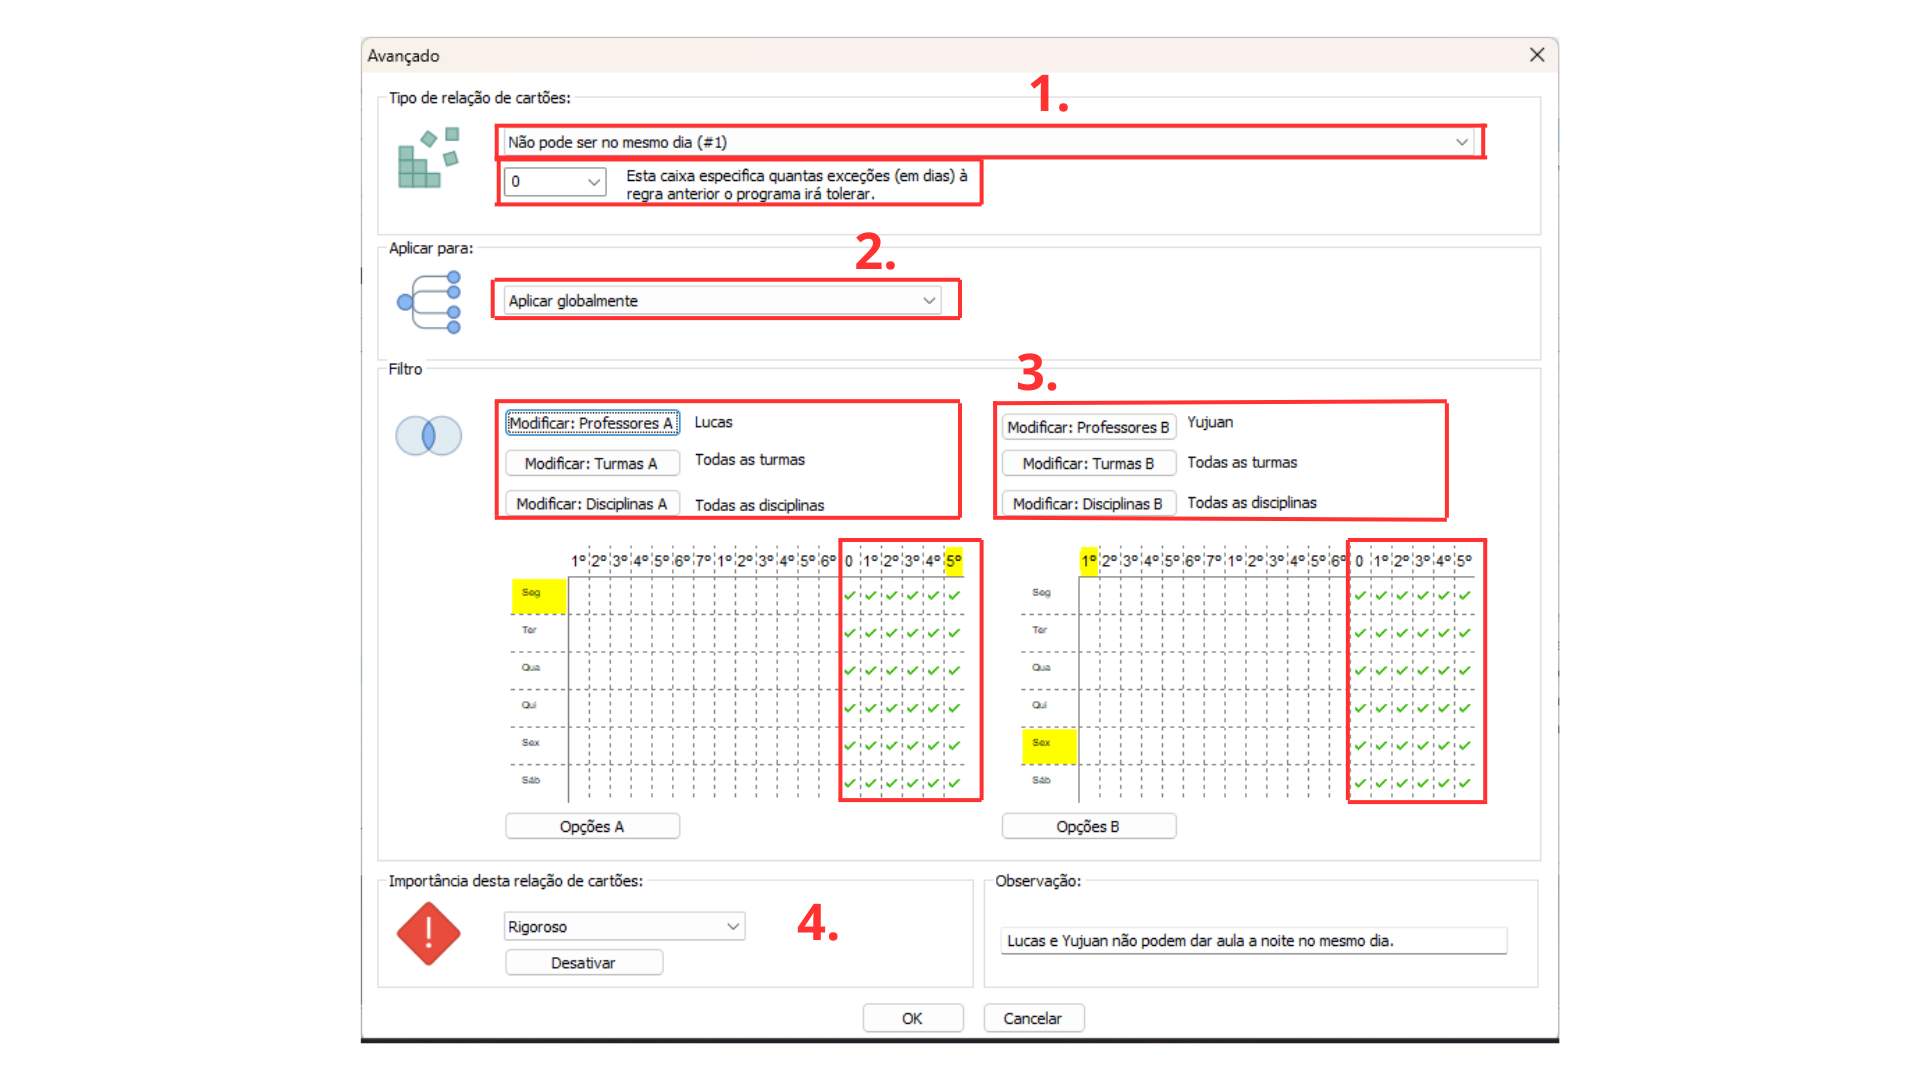 Avançado
Tipo de relação de cartões:
1.
Não pode ser no mesmo dia (#1)
0
Esta caixa especifica quantas exceções (em dias) à
regra anterior o programa irá tolerar.
Aplicar para:
2.
Aplicar globalmente
Filtro
3.
Modificar: Professores A Lucas
Modificar: Turmas A Todas as turmas
Modificar: Disciplinas A Todas as disciplinas
Modificar: Professores B Yujuan
Modificar: Turmas B Todas as turmas
Modificar: Disciplinas B Todas as disciplinas
1º 2º 3º 4º 5º 6º 7º 1º 2º 3º 4º 5º 6º 0 1º 2º 3º 4º 5º
Seg
Ter
Qua
Qui
Sex
Sáb
Opções A
1º 2º 3º 4º 5º 6º 7º 1º 2º 3º 4º 5º 6º 0 1º 2º 3º 4º 5º
Seg
Ter
Qua
Qui
Sex
Sáb
Opções B
Importância desta relação de cartões:
4.
Rigoroso
Desativar
Observação:
Lucas e Yujuan não podem dar aula a noite no mesmo dia.
OK
Cancelar